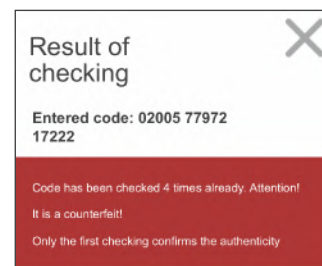 Result of
checking
Entered code: 02005 77972
17222
Code has been checked 4 times already. Attention!
It is a counterfeit!
Only the first checking confirms the authenticity